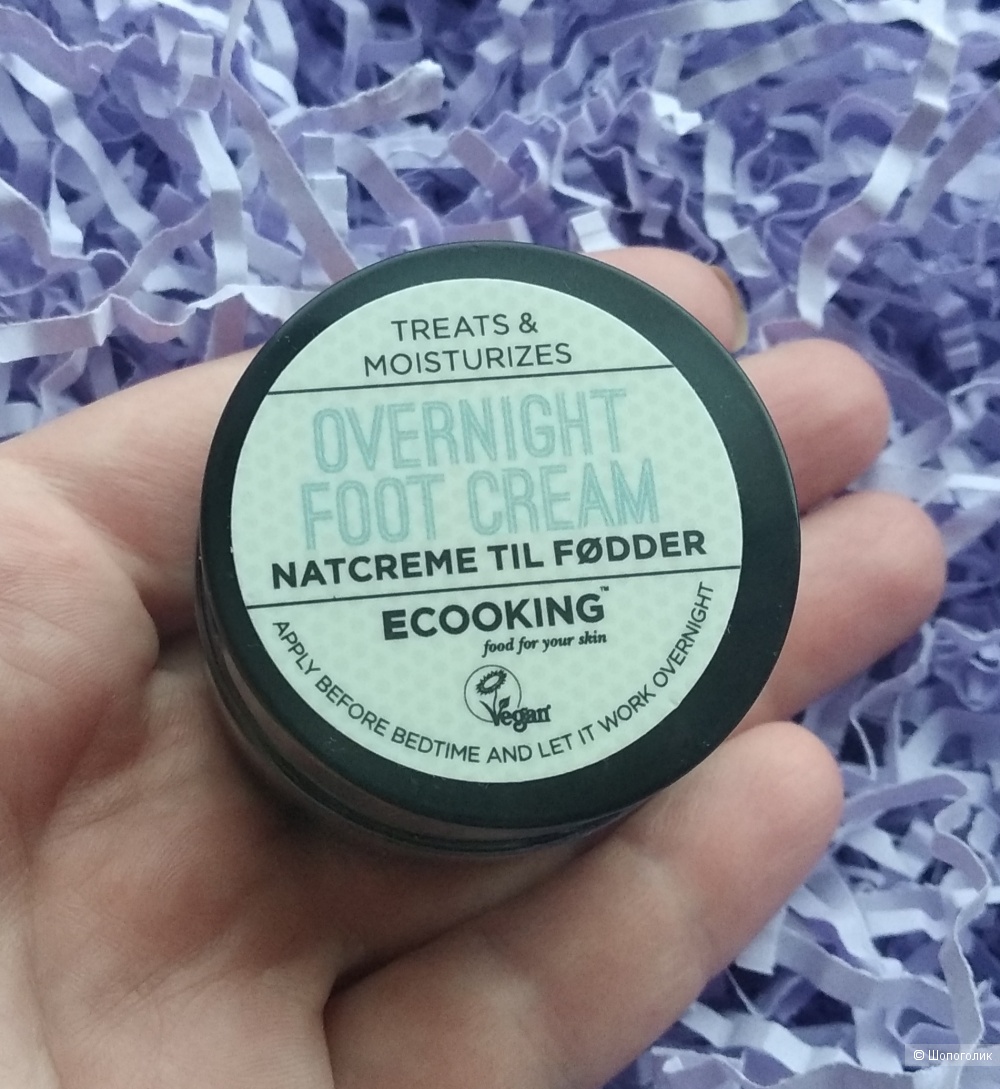 TREATS &
MOISTURIZES
OVERNIGHT
FOOT CREAM
NATCREME TIL FØDDER
ECOOKING™
food for your skin
Vegan
APPLY BEFORE BEDTIME AND LET IT WORK OVERNIGHT
© Шопоголик